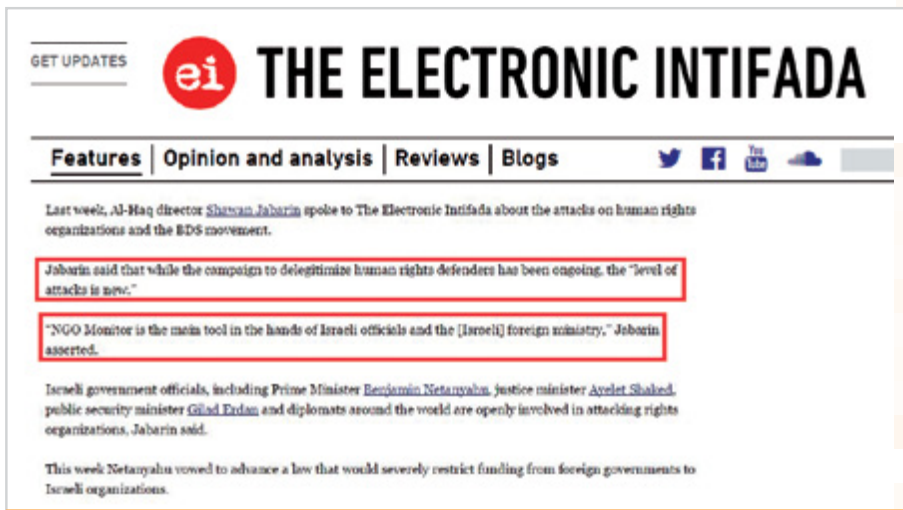 GET UPDATES
ei
THE ELECTRONIC INTIFADA
Features | Opinion and analysis | Reviews | Blogs
You
Tube
Last week, Al-Haq director Shawan Jabarin spoke to The Electronic Intifada about the attacks on human rights
organizations and the BDS movement.
Jabarin said that while the campaign to delegitimize human rights defenders has been ongoing, the "level of
attacks is new."
"NGO Monitor is the main tool in the hands of Israeli officials and the [Israeli] foreign ministry," Jabarin
asserted.
Israeli government officials, including Prime Minister Benjamin Netanyahu, justice minister Ayelet Shaked,
public security minister Gilad Erdan and diplomats around the world are openly involved in attacking rights
organizations, Jabarin said.
This week Netanyahu vowed to advance a law that would severely restrict funding from foreign governments to
Israeli organizations.